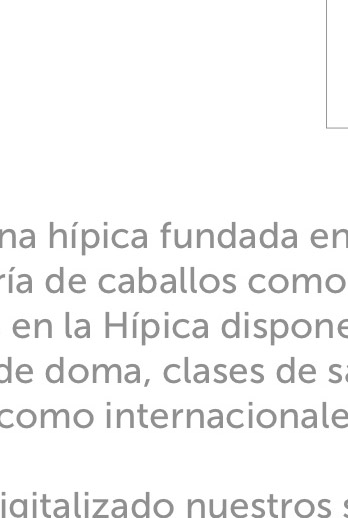 na hípica fundada en
ría de caballos como
en la Hípica dispone
de doma, clases de sa
como internacionale
igitalizado nuestros s